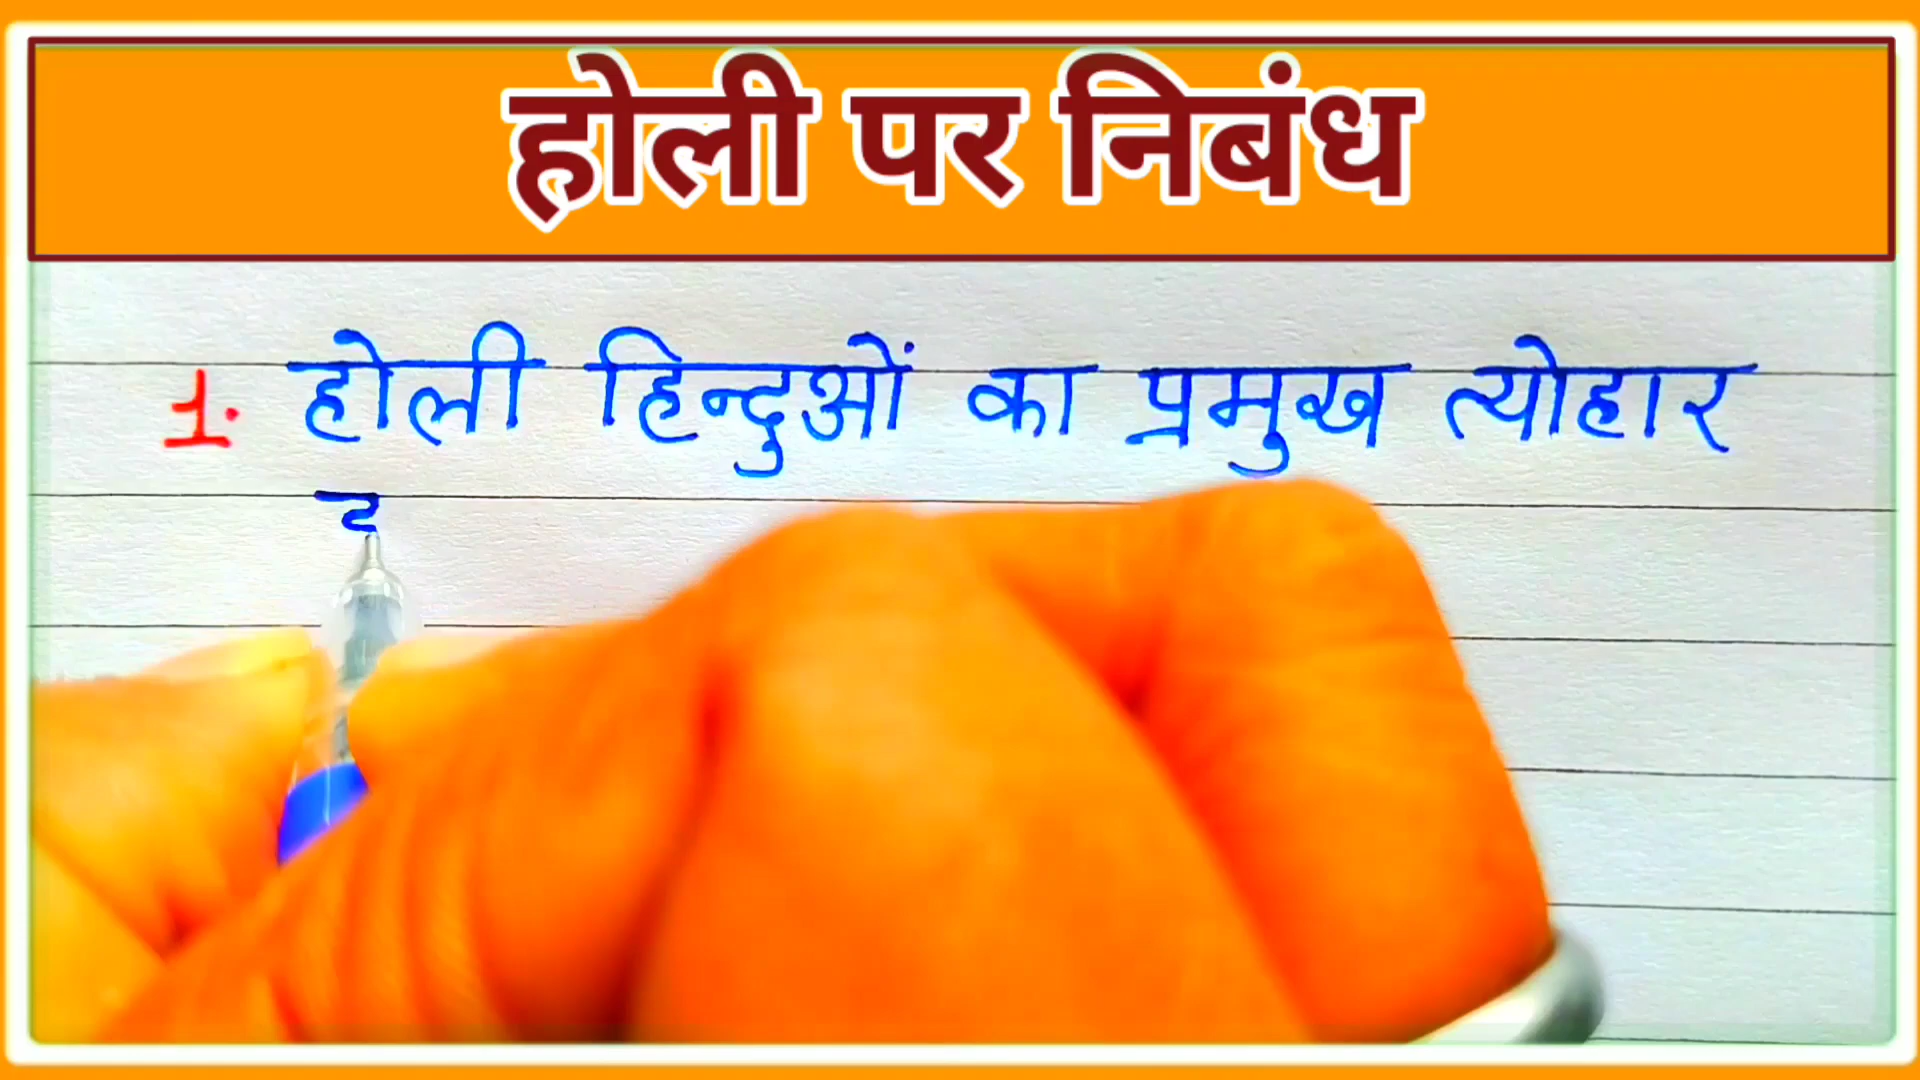 होली पर निबंध
1. होली हिन्दुओं का प्रमुख त्योहार